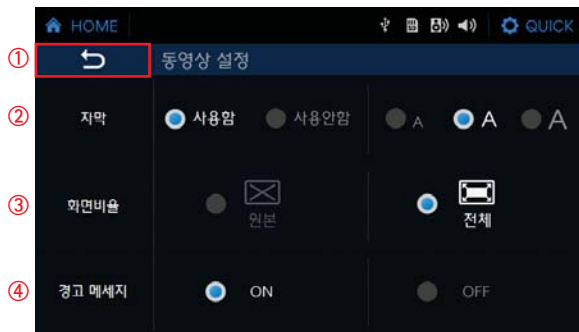 HOME QUICK
① 동영상 설정
② 자막 사용함 사용안함 A A A
③ 화면비율 원본 전체
④ 경고 메세지 ON OFF